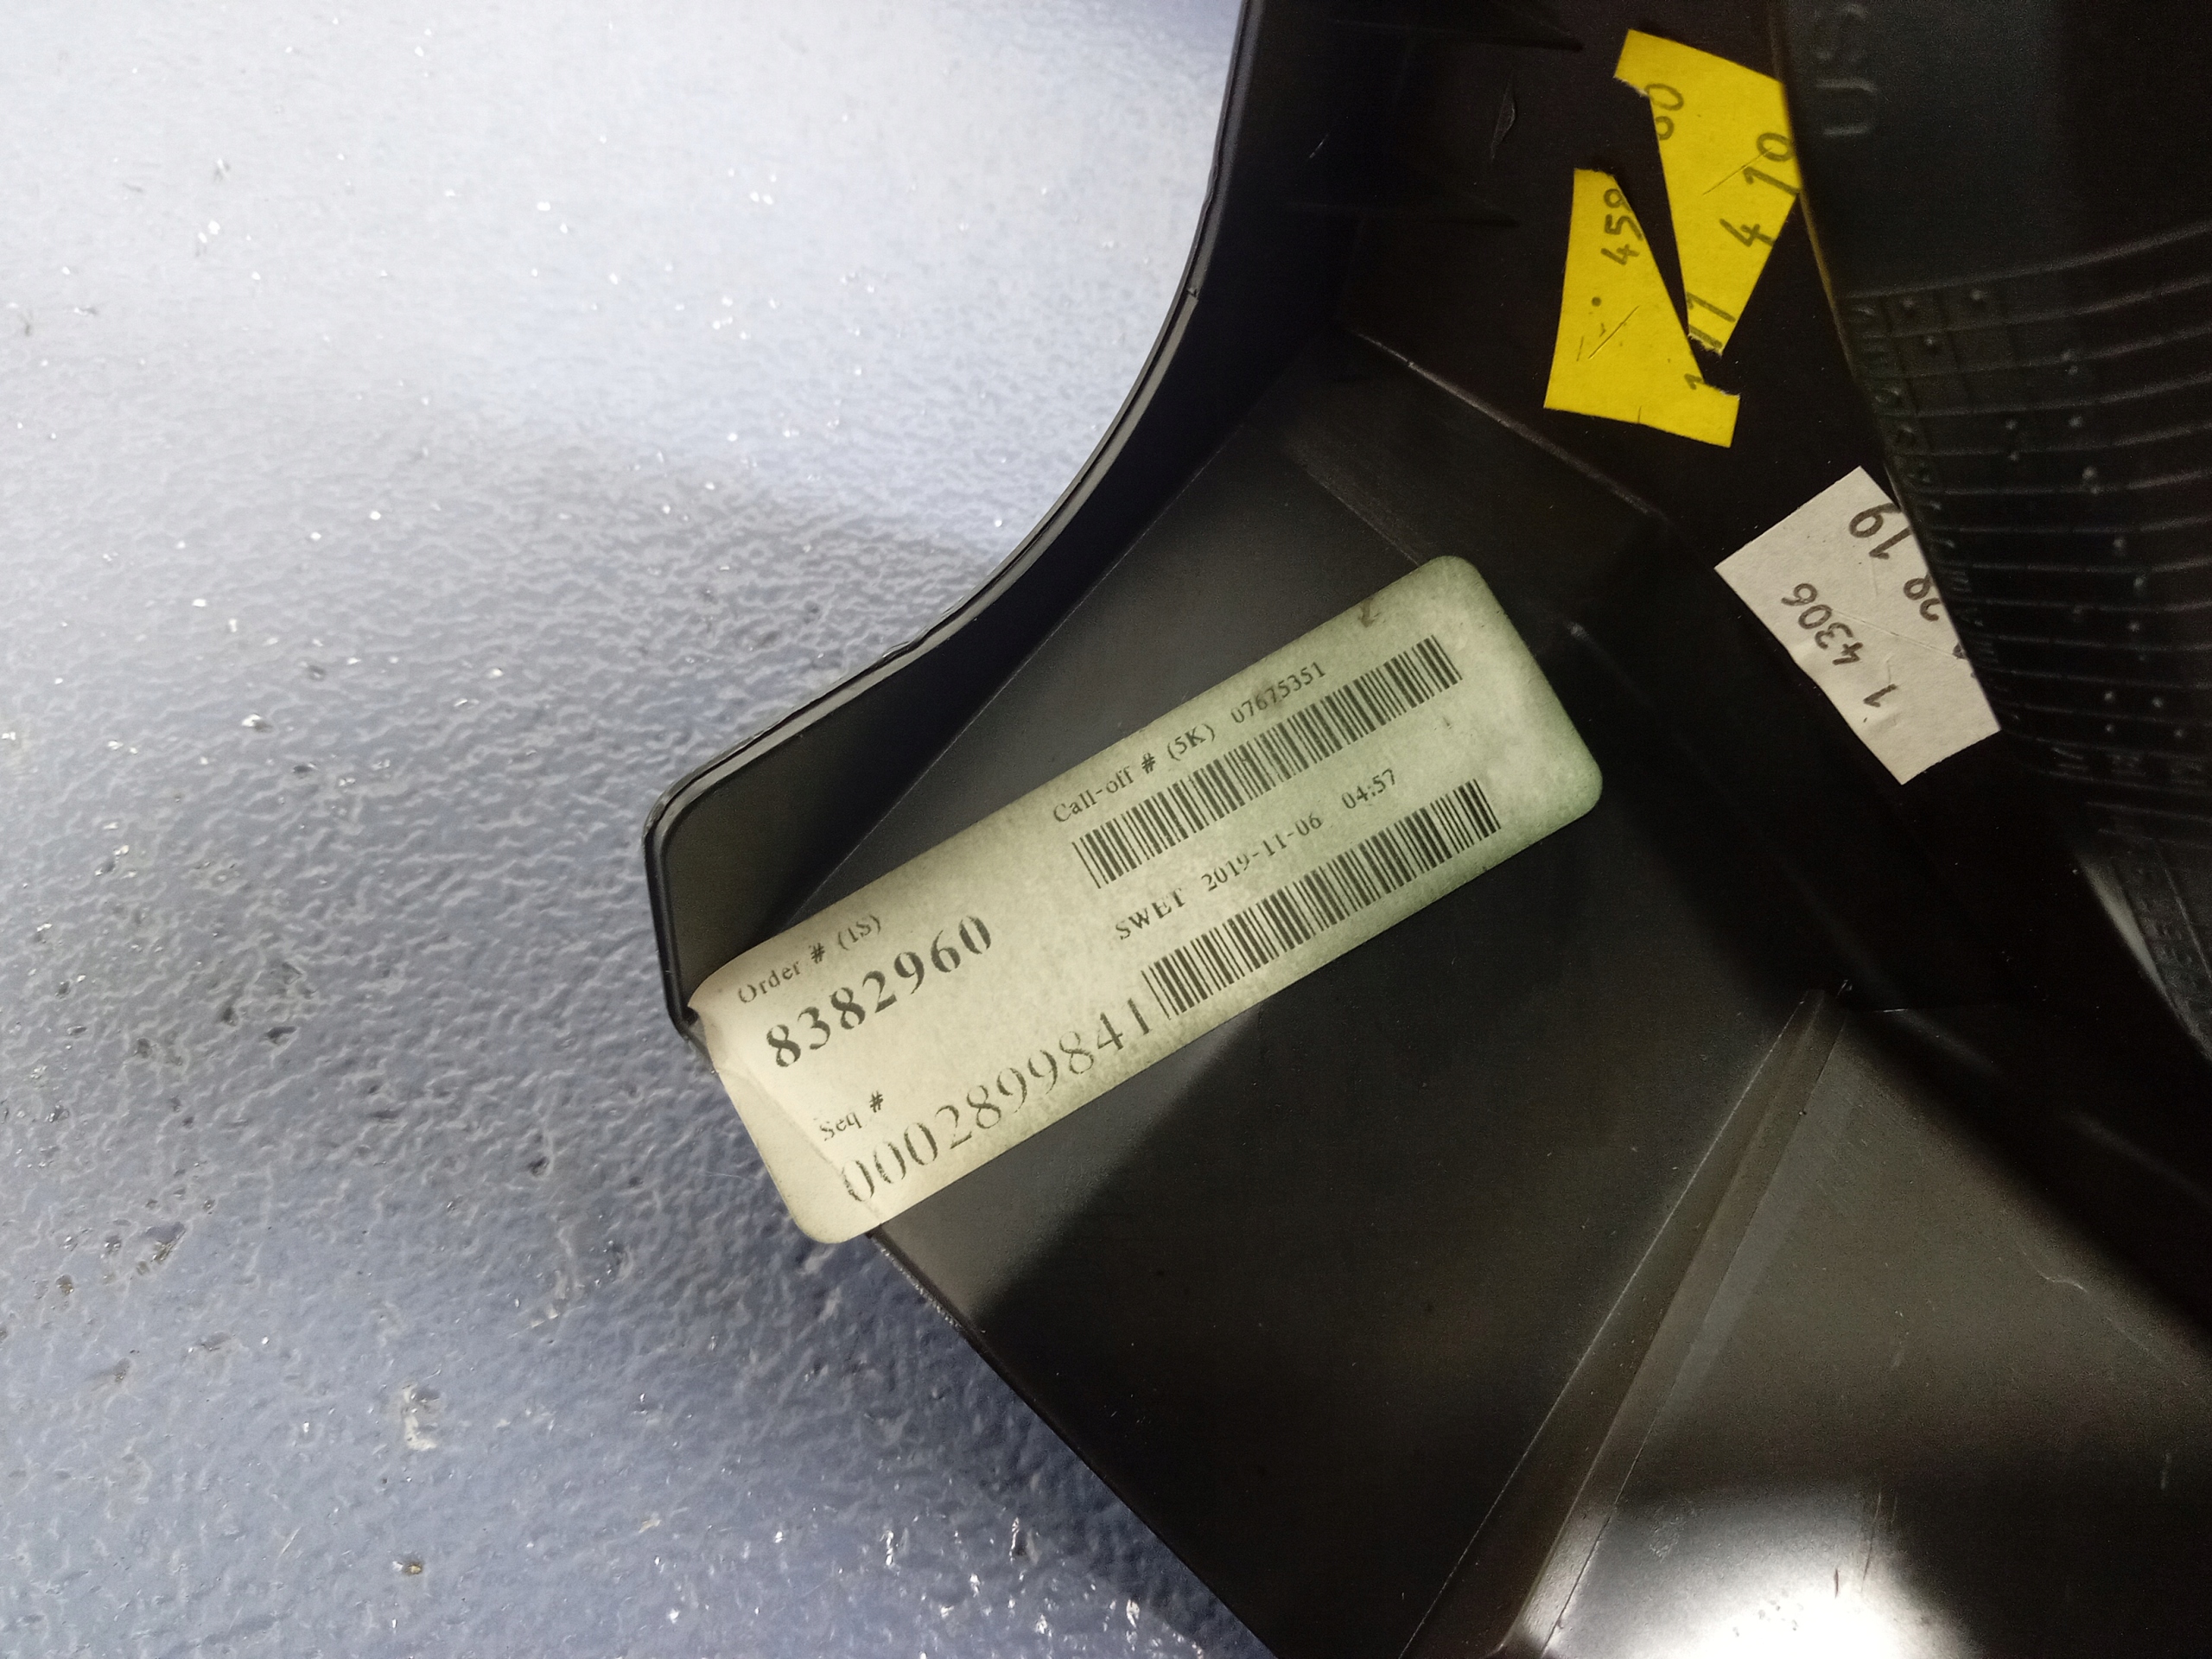 Order # (1S)
8382960
Seq #
0002899841
Call-off # (5K) 07675351
SWET 2019-11-06 04:57
459
4 10
1 4306
19
US